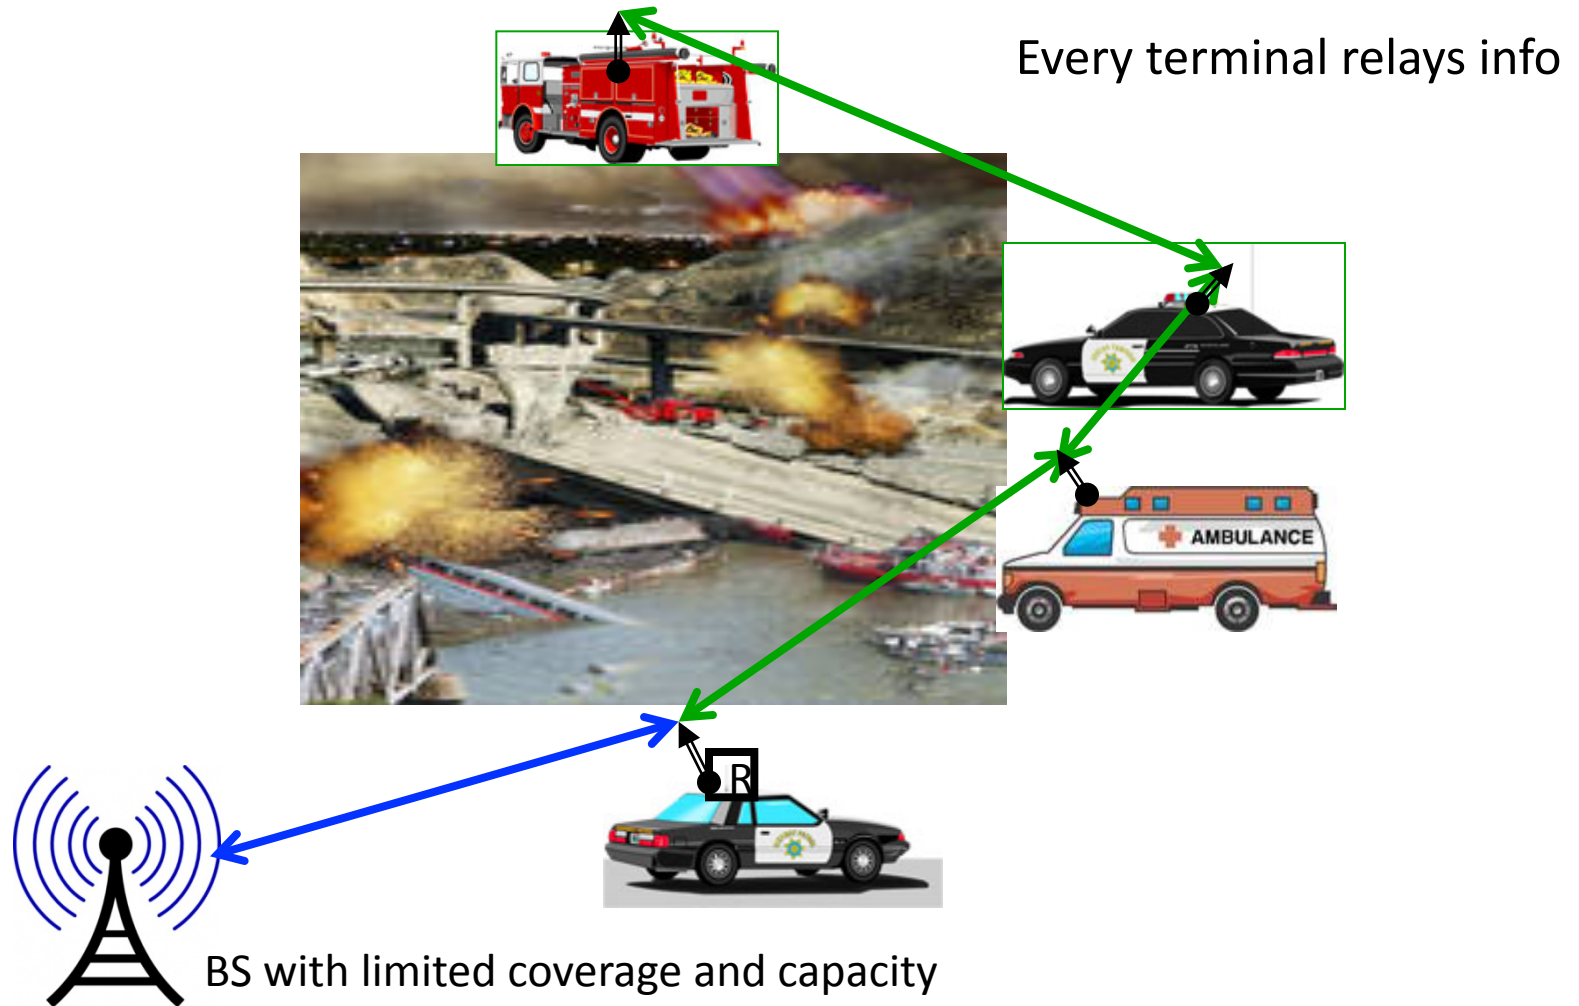 Every terminal relays info
AMBULANCE
R
BS with limited coverage and capacity